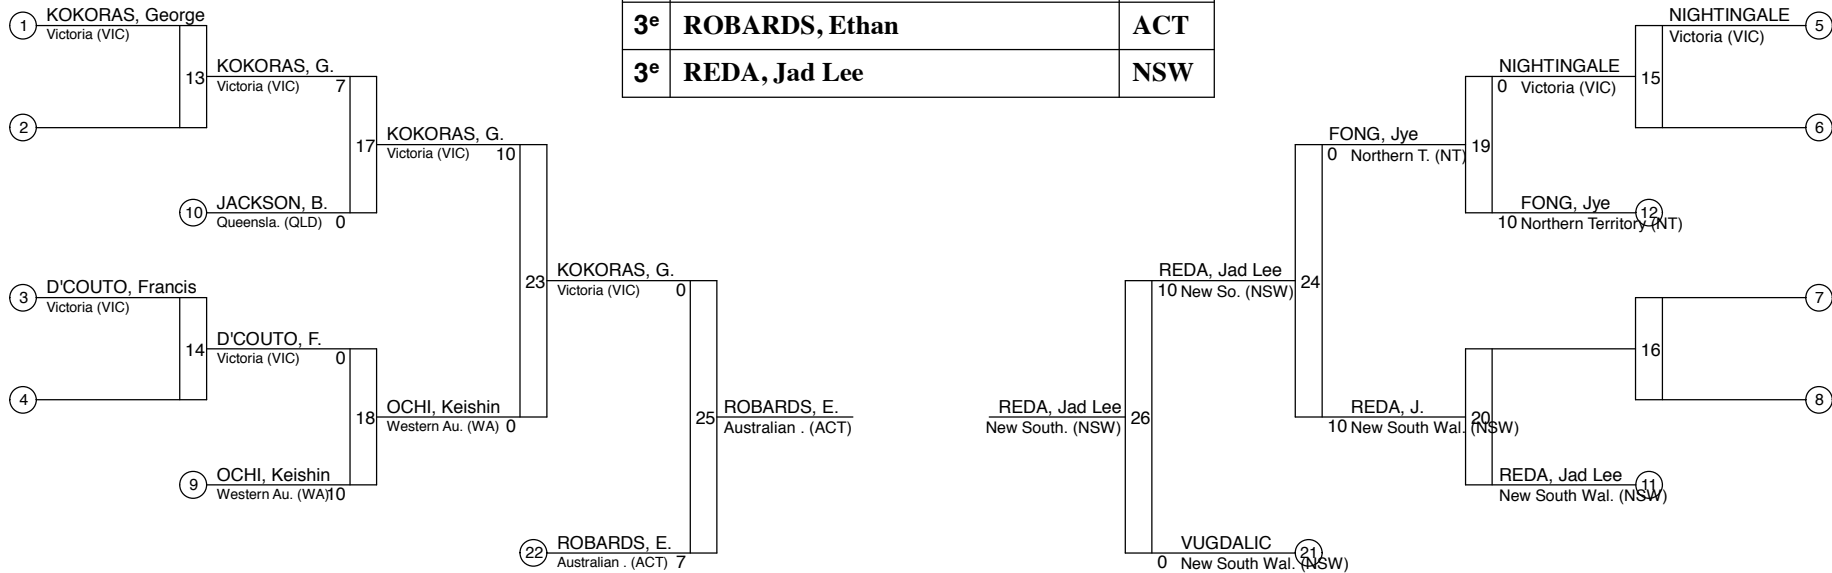 3e ROBARDS, Ethan ACT
3e REDA, Jad Lee NSW
1 KOKORAS, George
Victoria (VIC)
13
2
KOKORAS, G.
Victoria (VIC) 7
17
10 JACKSON, B.
Queensla. (QLD) 0
KOKORAS, G.
Victoria (VIC) 10
23
3 D'COUTO, Francis
Victoria (VIC)
14
4
D'COUTO, F.
Victoria (VIC) 0
18
9 OCHI, Keishin
Western Au. (WA) 10
OCHI, Keishin
Western Au. (WA) 0
KOKORAS, G.
Victoria (VIC) 0
25
22 ROBARDS, E.
Australian . (ACT) 7
ROBARDS, E.
Australian . (ACT)
NIGHTINGALE 5
Victoria (VIC)
15
6
NIGHTINGALE
0 Victoria (VIC)
19
FONG, Jye 12
10 Northern Territory (NT)
FONG, Jye
0 Northern T. (NT)
24
7
16
8
20
REDA, Jad Lee 11
New South Wal. (NSW)
REDA, J.
10 New South Wal. (NSW)
REDA, Jad Lee
10 New So. (NSW)
26
VUGDALIC 21
0 New South Wal. (NSW)
REDA, Jad Lee
New South. (NSW)